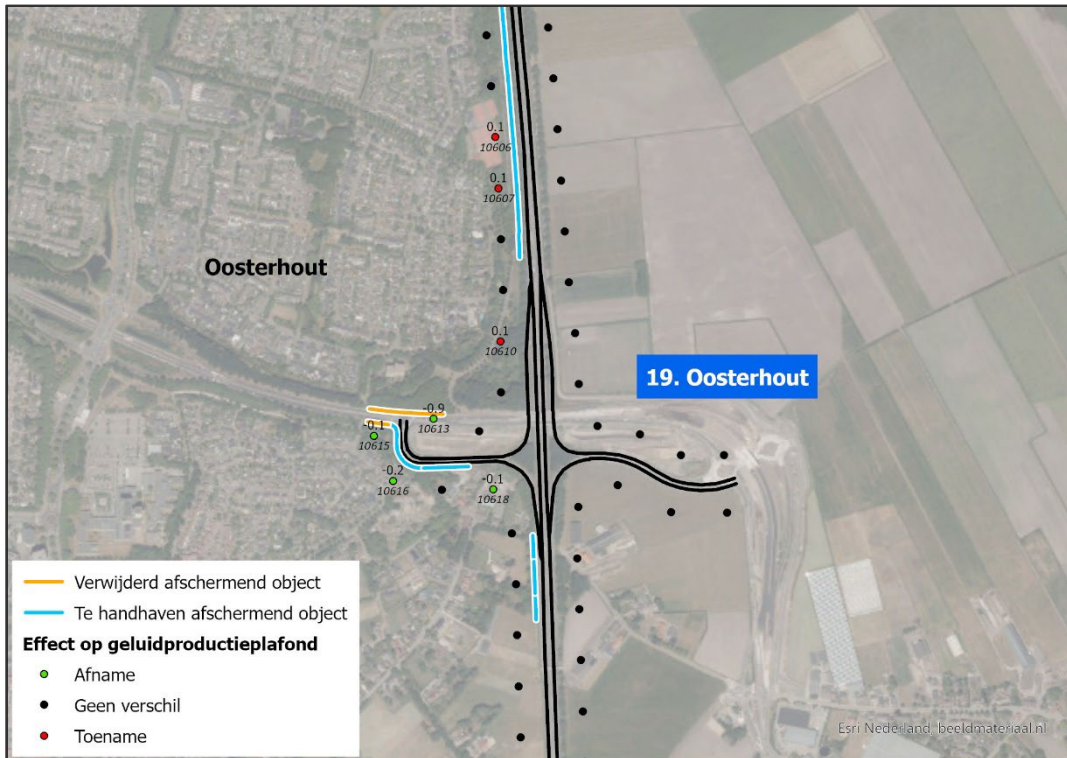 0.1
10606
0.1
10607
Oosterhout
0.1
10610
19. Oosterhout
-0.9
10613
-0.1
10615
-0.2
10616
-0.1
10618
Verwijderd afschermend object
Te handhaven afschermend object
Effect op geluidproductieplafond
Afname
Geen verschil
Toename
Esri Nederland, beeldmateriaal.nl